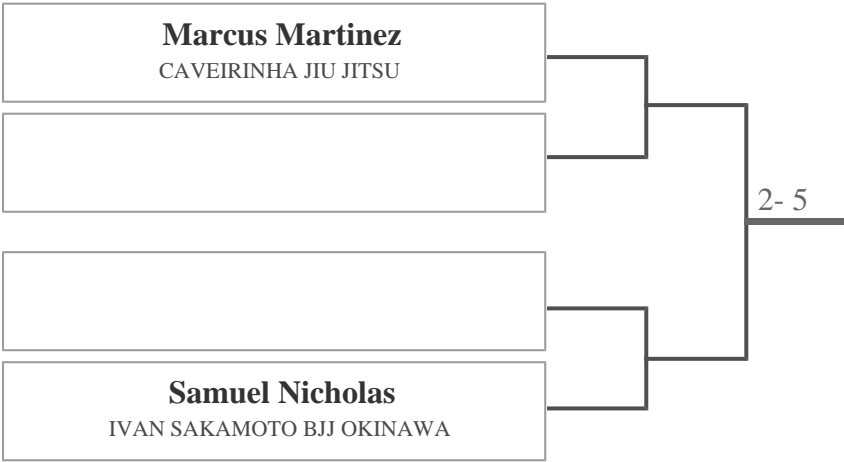 Marcus Martinez
CAVEIRINHA JIU JITSU
2- 5
Samuel Nicholas
IVAN SAKAMOTO BJJ OKINAWA